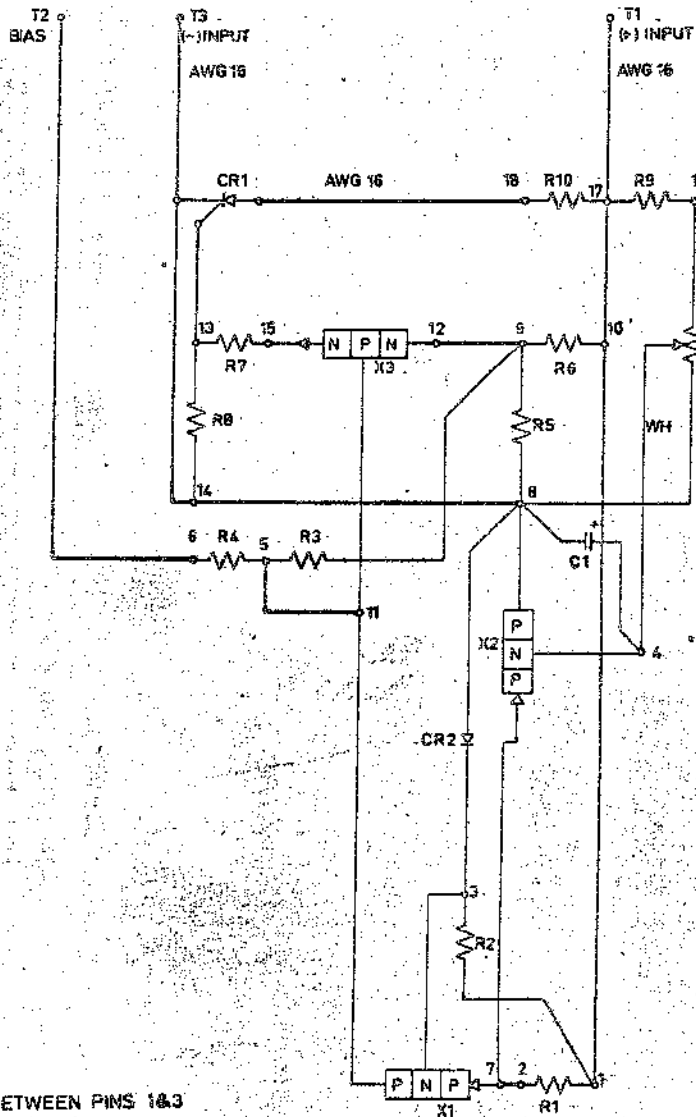 T2 T3 T1
BIAS (-) INPUT (+) INPUT
AWG 16 AWG 16
CR1 AWG 16 18 R10 17 R9
13 15 N P N 12 9 10
R7 X3 R6
R8 R5 WH
14 8
6 R4 5 R3 + C1
11
X2 P N P 4
CR2
3
R2
P N P 7 2
X1 R1
ETWEEN PINS 1&3